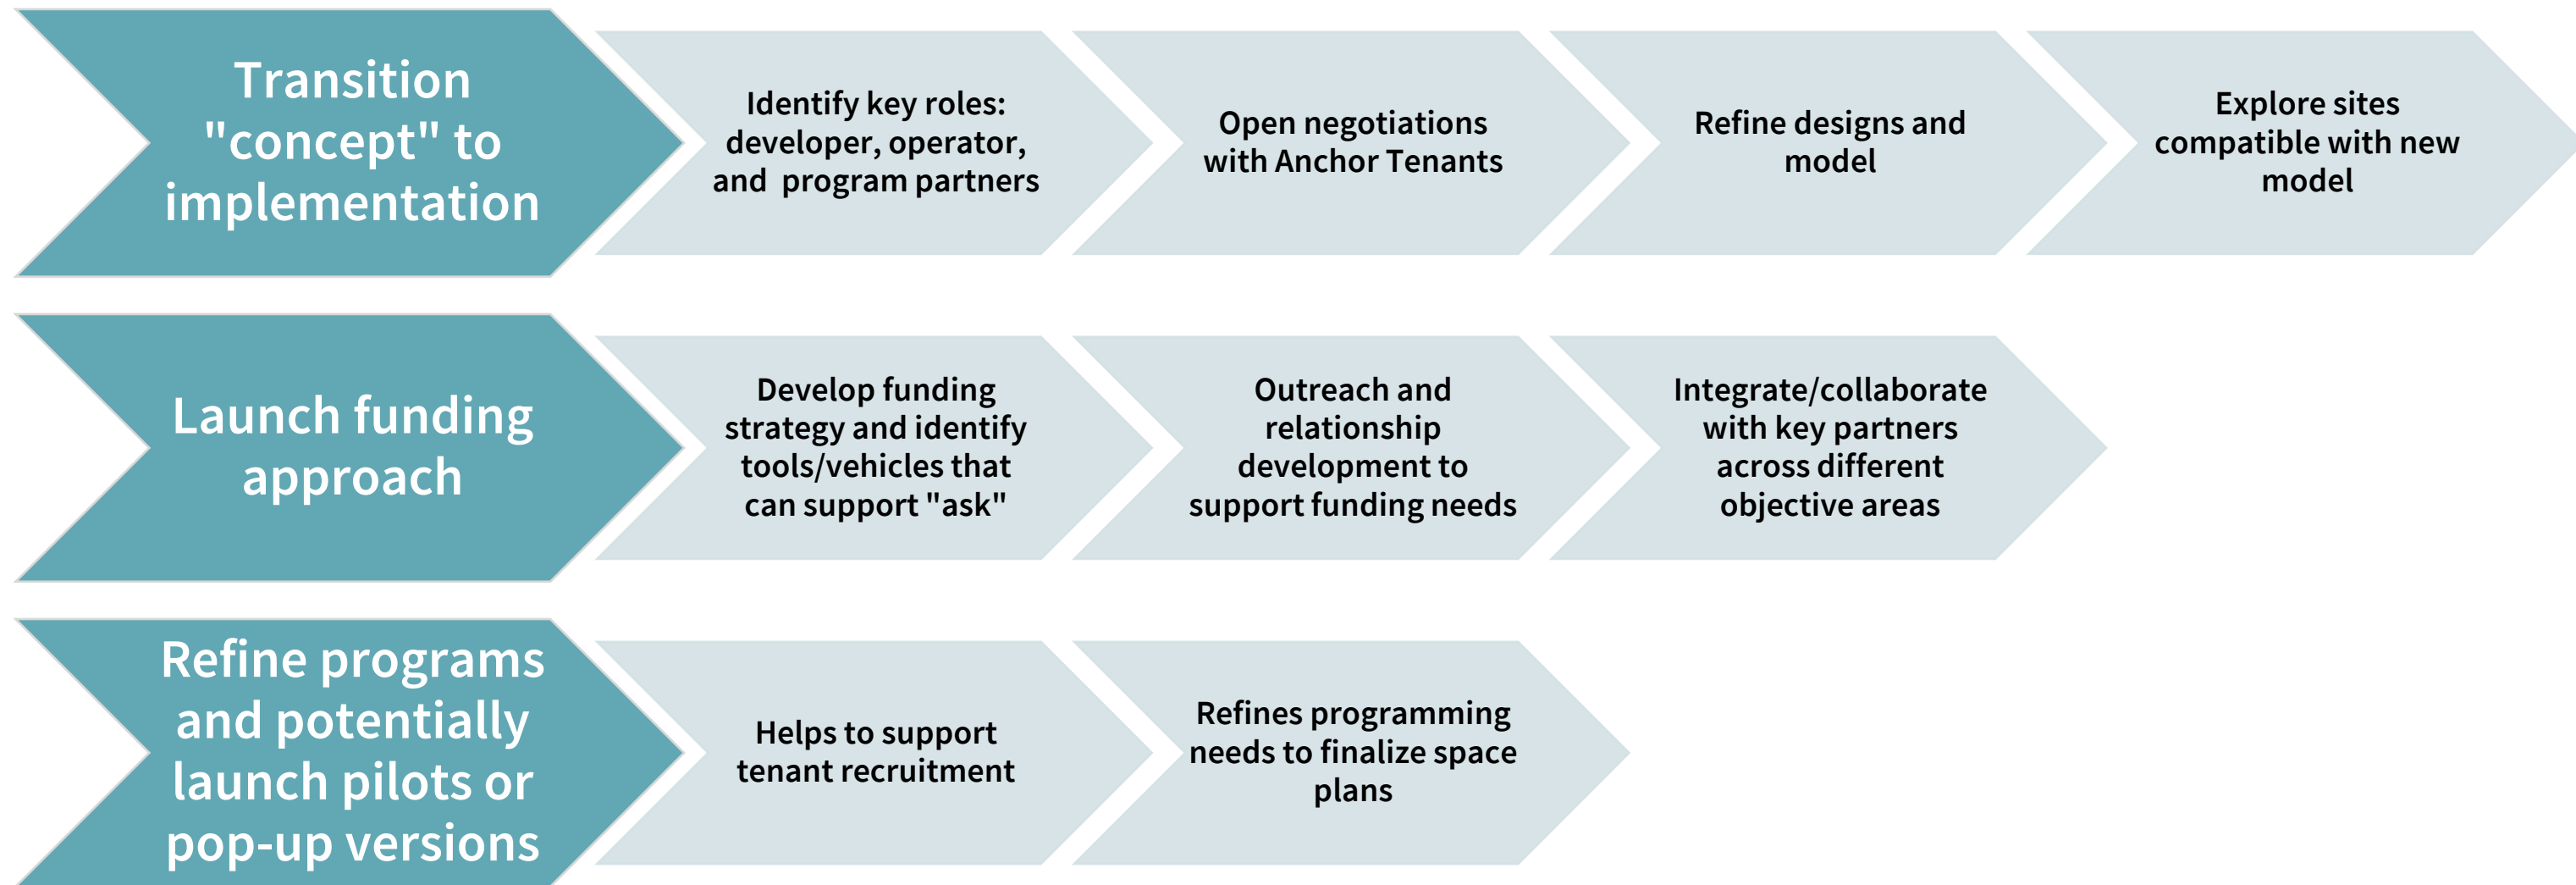 Transition
"concept" to
implementation
Identify key roles:
developer, operator,
and  program partners
Open negotiations
with Anchor Tenants
Refine designs and
model
Explore sites
compatible with new
model
Launch funding
approach
Develop funding
strategy and identify
tools/vehicles that
can support "ask"
Outreach and
relationship
development to
support funding needs
Integrate/collaborate
with key partners
across different
objective areas
Refine programs
and potentially
launch pilots or
pop-up versions
Helps to support
tenant recruitment
Refines programming
needs to finalize space
plans